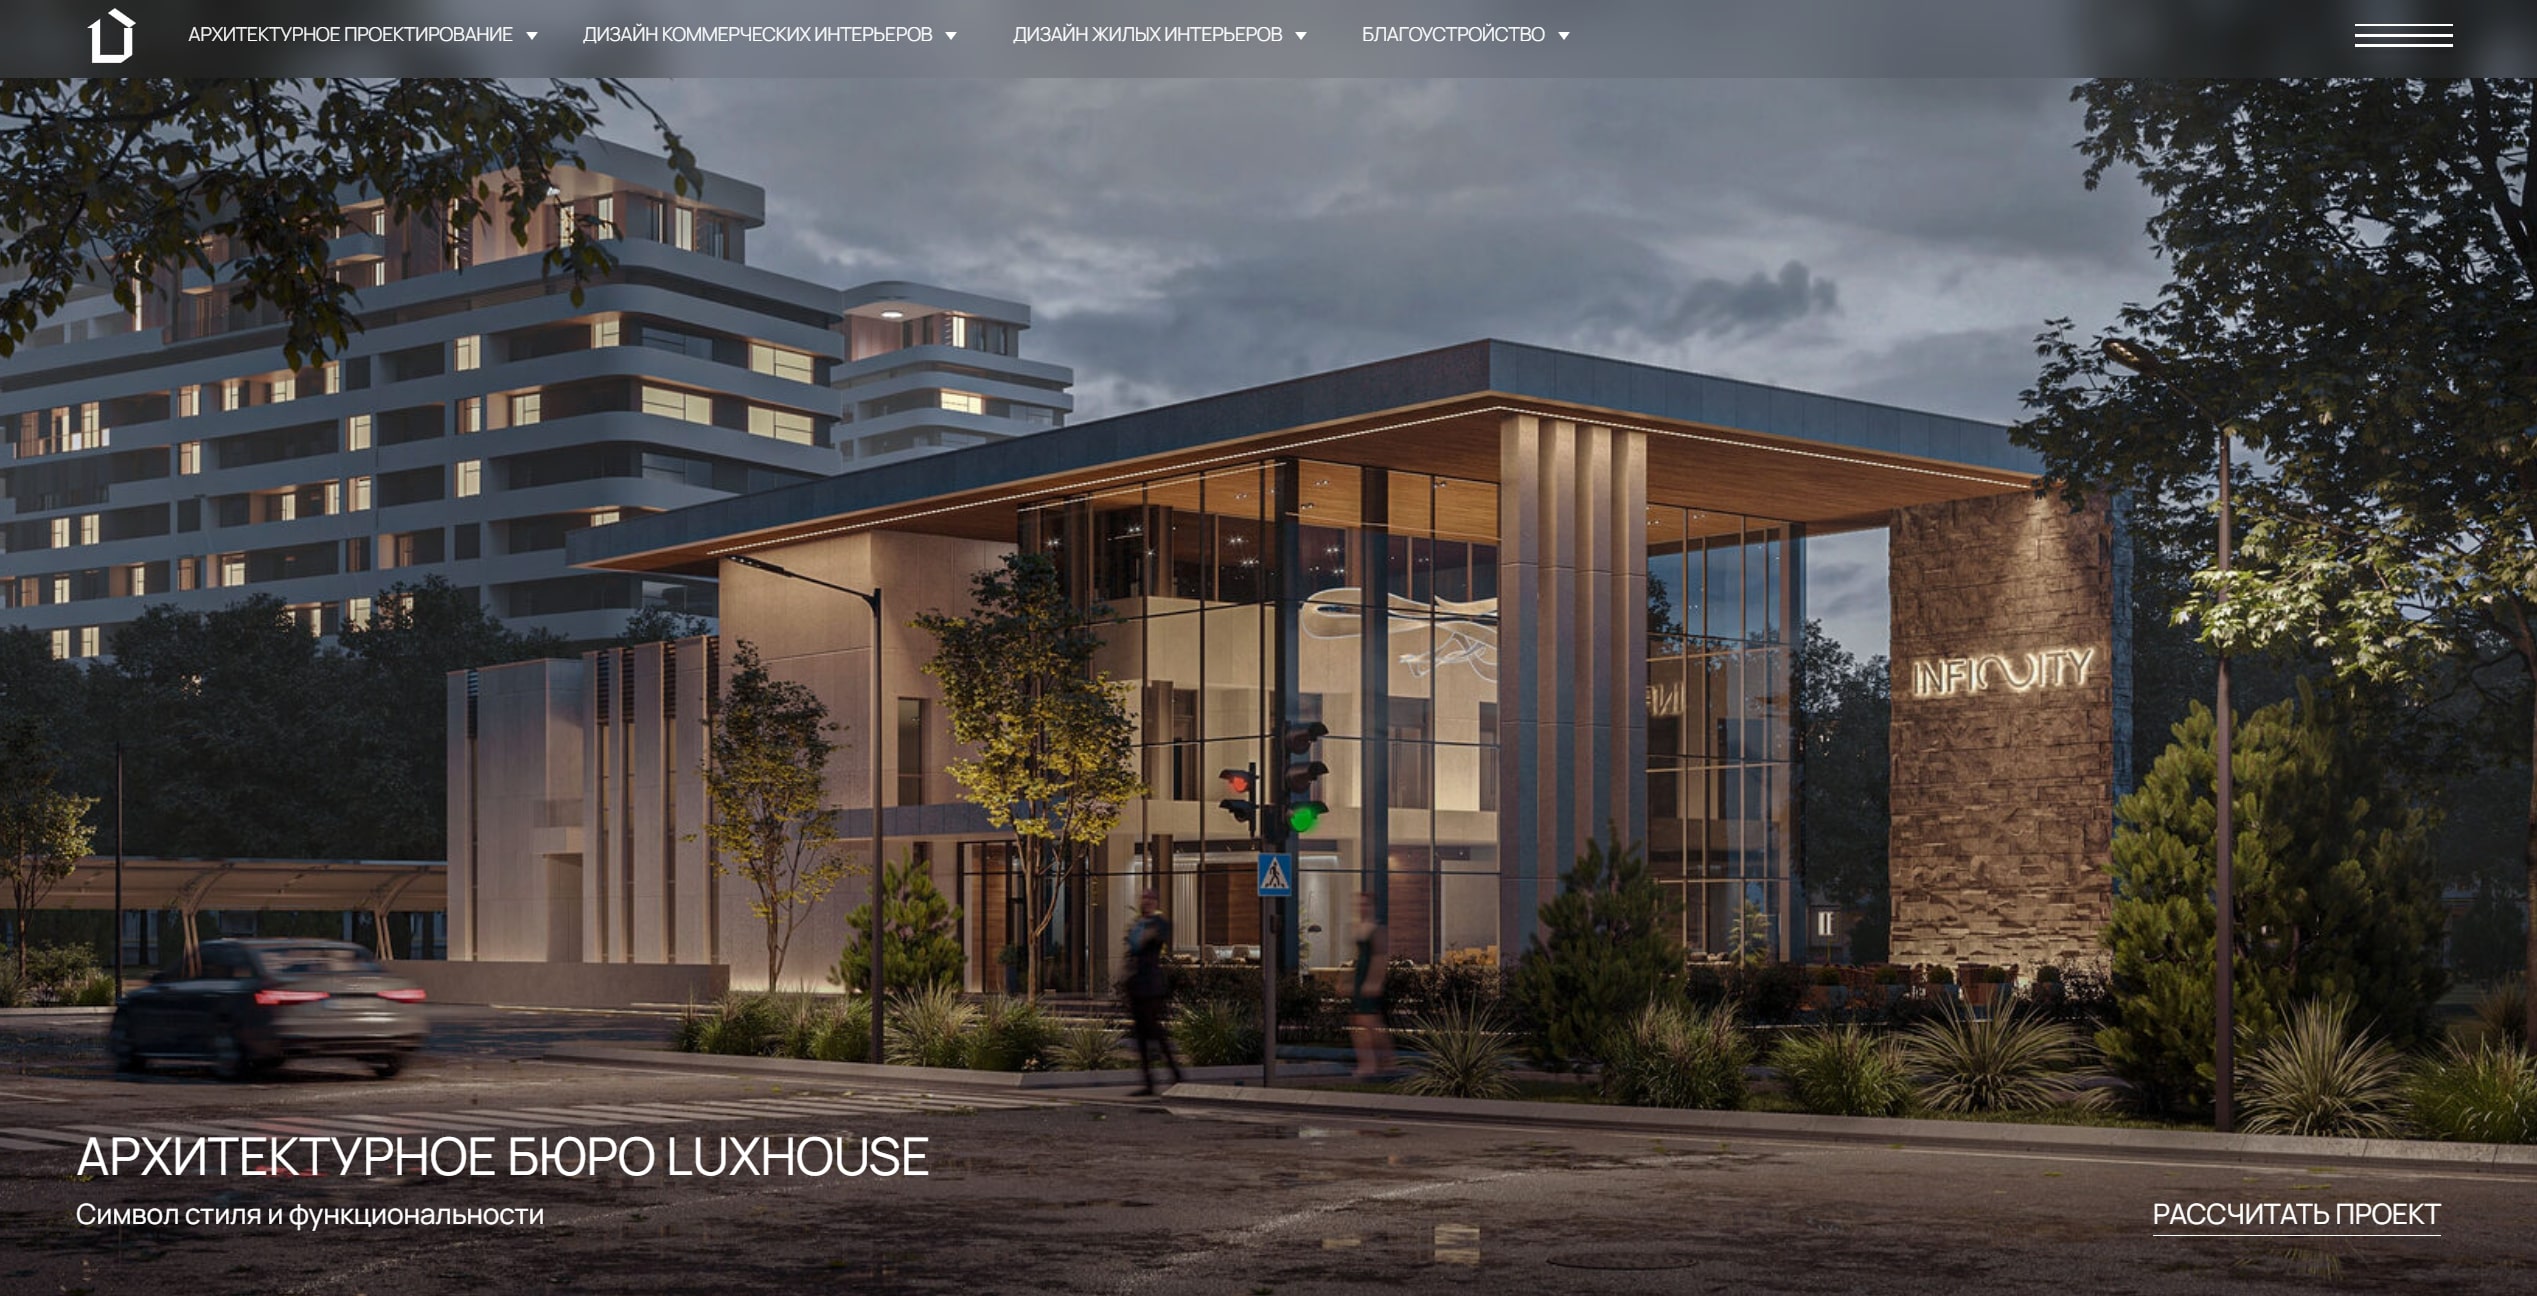 АРХИТЕКТУРНОЕ ПРОЕКТИРОВАНИЕ ДИЗАЙН КОММЕРЧЕСКИХ ИНТЕРЬЕРОВ ДИЗАЙН ЖИЛЫХ ИНТЕРЬЕРОВ БЛАГОУСТРОЙСТВО
INFINITY
АРХИТЕКТУРНОЕ БЮРО LUXHOUSE
Символ стиля и функциональности
РАССЧИТАТЬ ПРОЕКТ